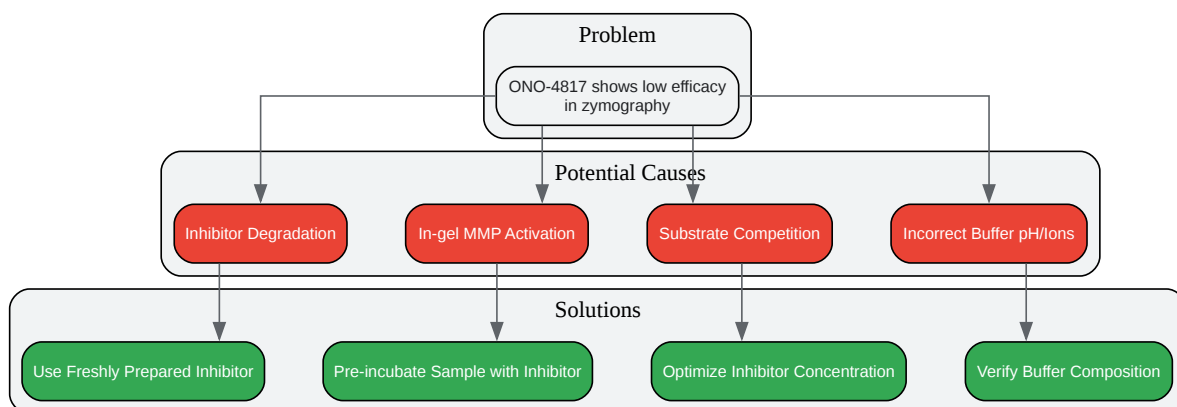 Problem
ONO-4817 shows low efficacy
in zymography
Potential Causes
Inhibitor Degradation
In-gel MMP Activation
Substrate Competition
Incorrect Buffer pH/Ions
Solutions
Use Freshly Prepared Inhibitor
Pre-incubate Sample with Inhibitor
Optimize Inhibitor Concentration
Verify Buffer Composition